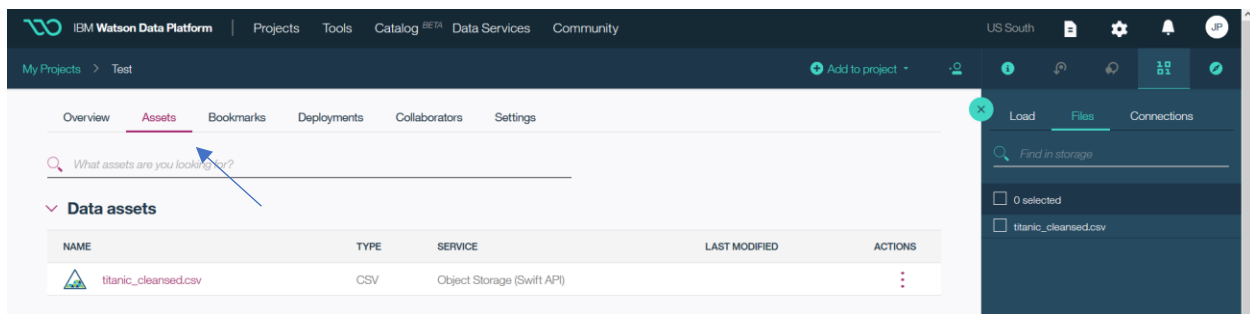 IBM Watson Data Platform | Projects Tools Catalog BETA Data Services Community US South JP
My Projects > Test Add to project
Overview Assets Bookmarks Deployments Collaborators Settings
What assets are you looking for?
Data assets
NAME TYPE SERVICE LAST MODIFIED ACTIONS
titanic_cleansed.csv CSV Object Storage (Swift API)
Load Files Connections
Find in storage
0 selected
titanic_cleansed.csv